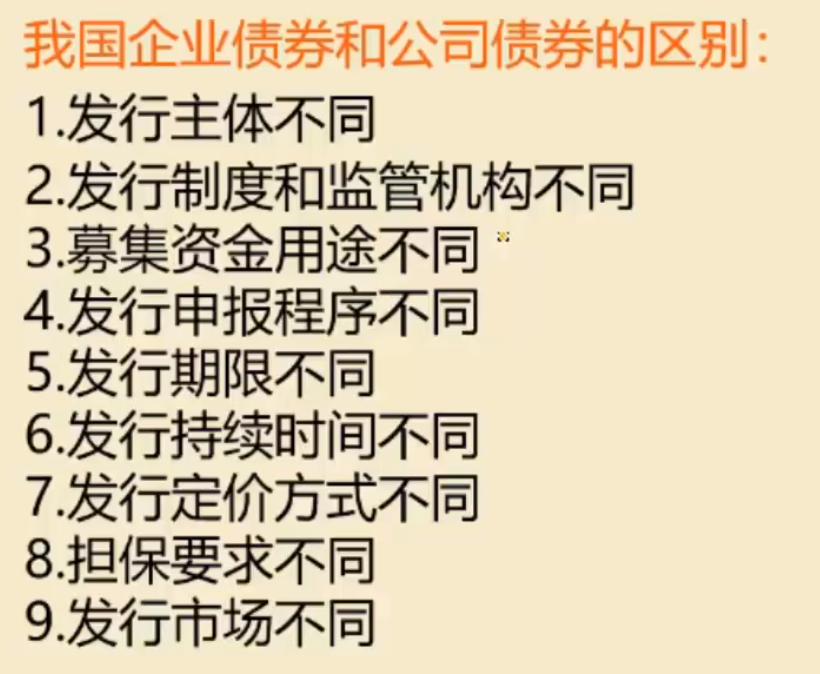 我国企业债券和公司债券的区别：
1.发行主体不同
2.发行制度和监管机构不同
3.募集资金用途不同
4.发行申报程序不同
5.发行期限不同
6.发行持续时间不同
7.发行定价方式不同
8.担保要求不同
9.发行市场不同